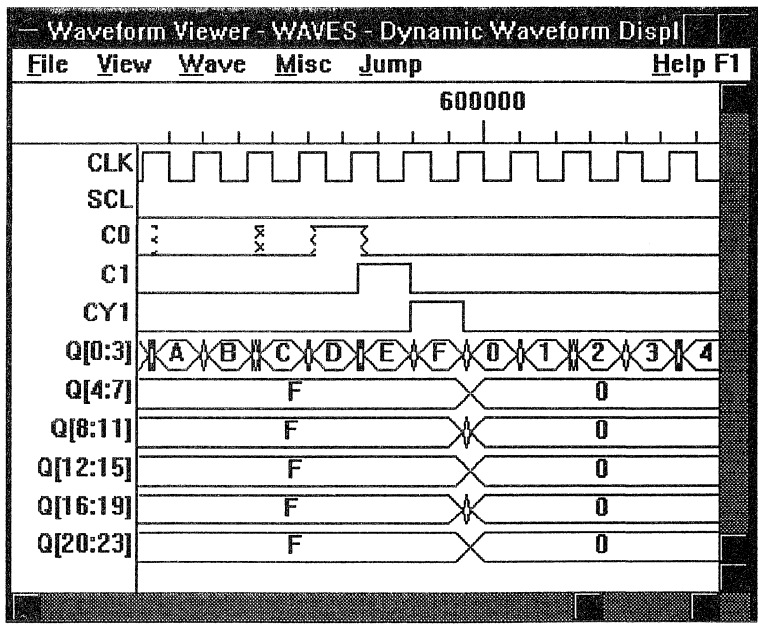 — Waveform Viewer - WAVES - Dynamic Waveform Displ
File View Wave Misc Jump Help F1
600000
CLK
SCL
C0
C1
CY1
Q[0:3] A B C D E F 0 1 2 3 4
Q[4:7] F 0
Q[8:11] F 0
Q[12:15] F 0
Q[16:19] F 0
Q[20:23] F 0